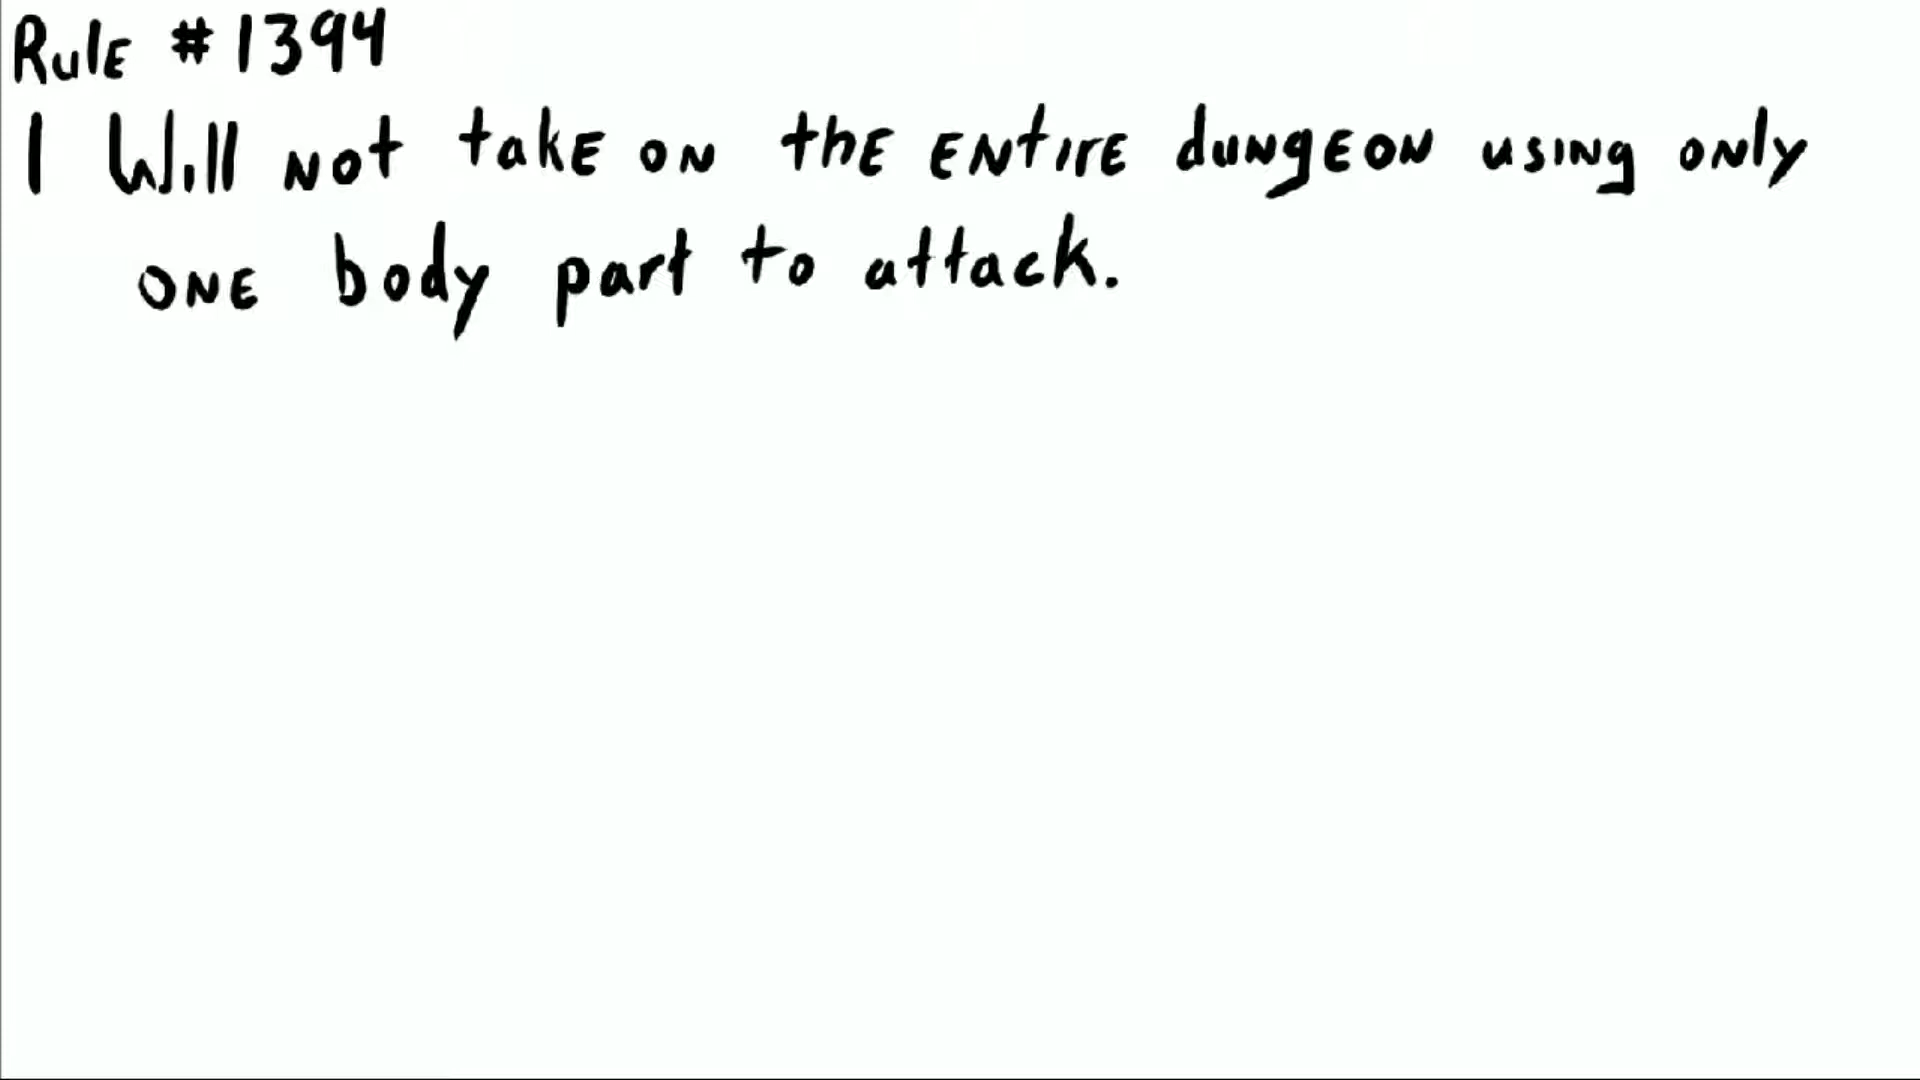 Rule #1394
I Will not take on the entire dungeon using only
one body part to attack.